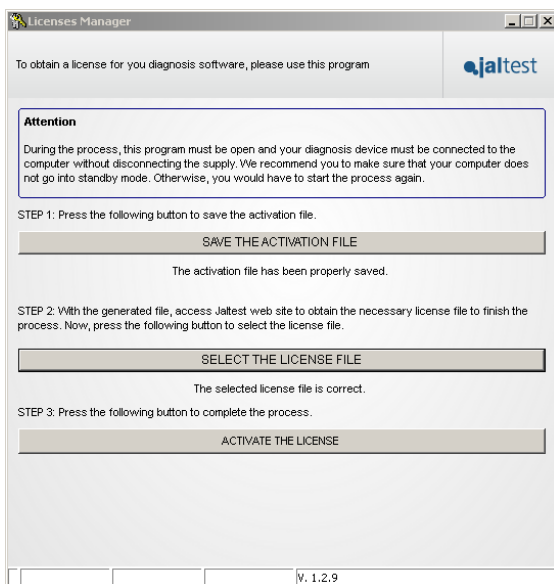 Licenses Manager
To obtain a license for you diagnosis software, please use this program
jaltest
Attention
During the process, this program must be open and your diagnosis device must be connected to the
computer without disconnecting the supply. We recommend you to make sure that your computer does
not go into standby mode. Otherwise, you would have to start the process again.
STEP 1: Press the following button to save the activation file.
SAVE THE ACTIVATION FILE
The activation file has been properly saved.
STEP 2: With the generated file, access Jaltest web site to obtain the necessary license file to finish the
process. Now, press the following button to select the license file.
SELECT THE LICENSE FILE
The selected license file is correct.
STEP 3: Press the following button to complete the process.
ACTIVATE THE LICENSE
V. 1.2.9